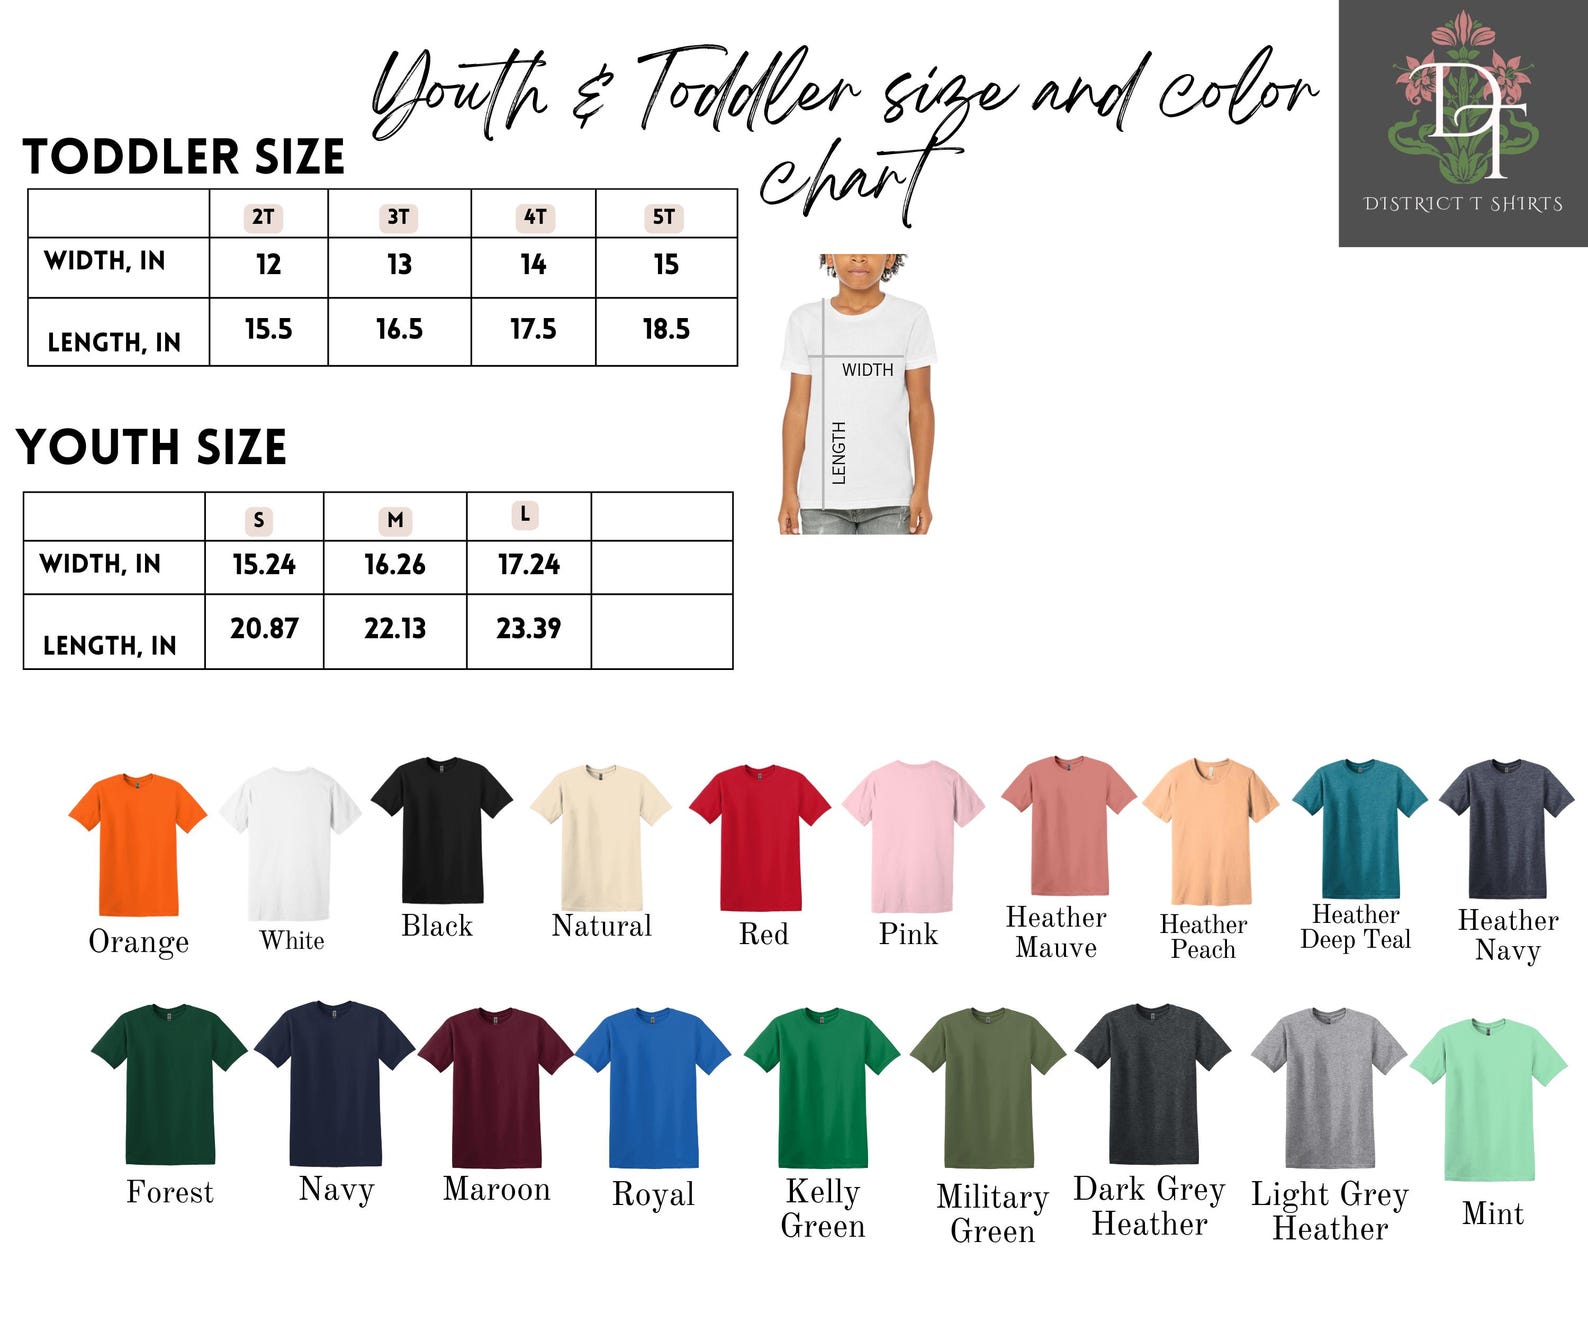 Youth & Toddler size and color
chart
DT
DISTRICT T SHIRTS
TODDLER SIZE
2T 3T 4T 5T
WIDTH, IN 12 13 14 15
LENGTH, IN 15.5 16.5 17.5 18.5
WIDTH
LENGTH
YOUTH SIZE
S M L
WIDTH, IN 15.24 16.26 17.24
LENGTH, IN 20.87 22.13 23.39
Orange
White
Black
Natural
Red
Pink
Heather
Mauve
Heather
Peach
Heather
Deep Teal
Heather
Navy
Forest
Navy
Maroon
Royal
Kelly
Green
Military
Green
Dark Grey
Heather
Light Grey
Heather
Mint